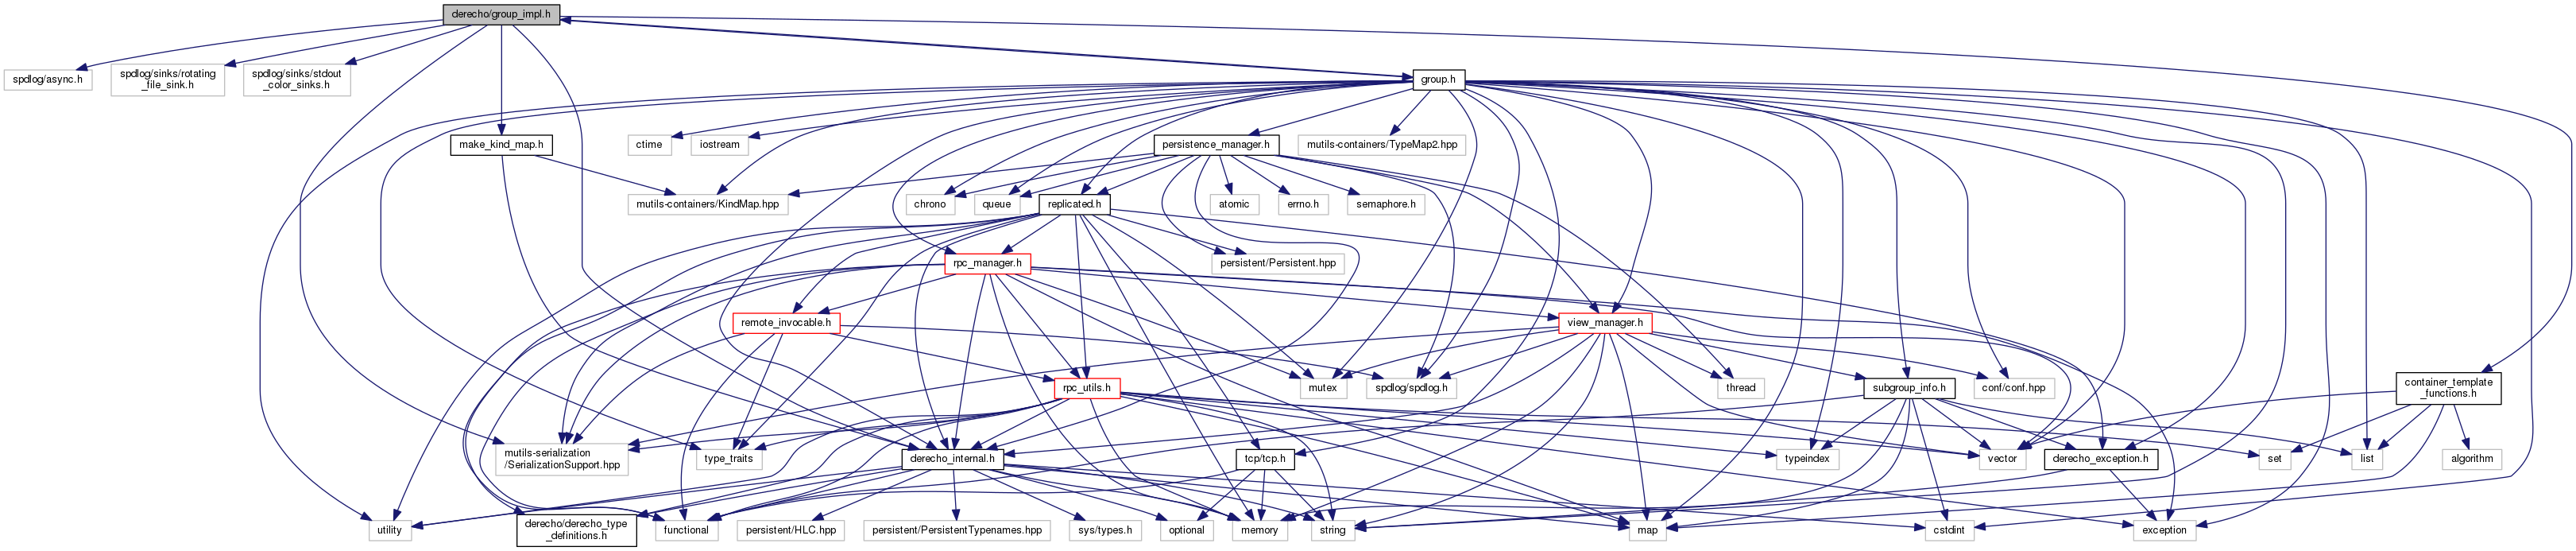 derecho/group_impl.h
spdlog/async.h
spdlog/sinks/rotating
_file_sink.h
spdlog/sinks/stdout
_color_sinks.h
group.h
make_kind_map.h
ctime
iostream
persistence_manager.h
mutils-containers/TypeMap2.hpp
mutils-containers/KindMap.hpp
chrono
queue
replicated.h
atomic
errno.h
semaphore.h
rpc_manager.h
persistent/Persistent.hpp
remote_invocable.h
view_manager.h
rpc_utils.h
mutex
spdlog/spdlog.h
thread
subgroup_info.h
conf/conf.hpp
container_template
_functions.h
mutils-serialization
/SerializationSupport.hpp
type_traits
derecho_internal.h
tcp/tcp.h
typeindex
vector
derecho_exception.h
set
list
algorithm
utility
derecho/derecho_type
_definitions.h
functional
persistent/HLC.hpp
persistent/PersistentTypenames.hpp
sys/types.h
optional
memory
string
map
cstdint
exception